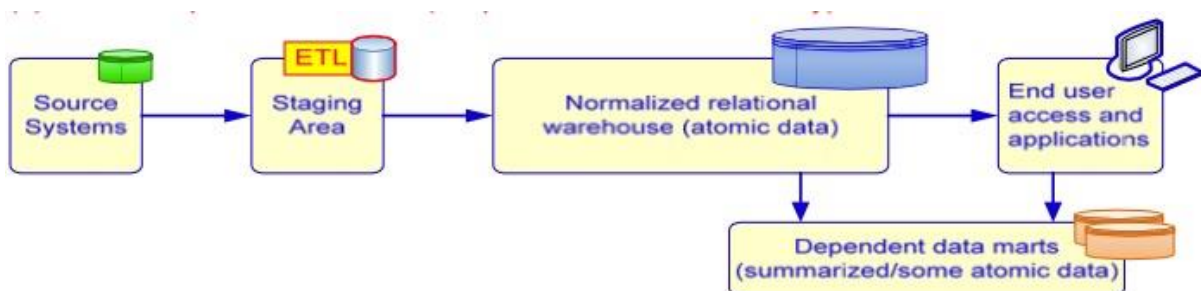 ETL
Source
Systems
Staging
Area
Normalized relational
warehouse (atomic data)
End user
access and
applications
Dependent data marts
(summarized/some atomic data)